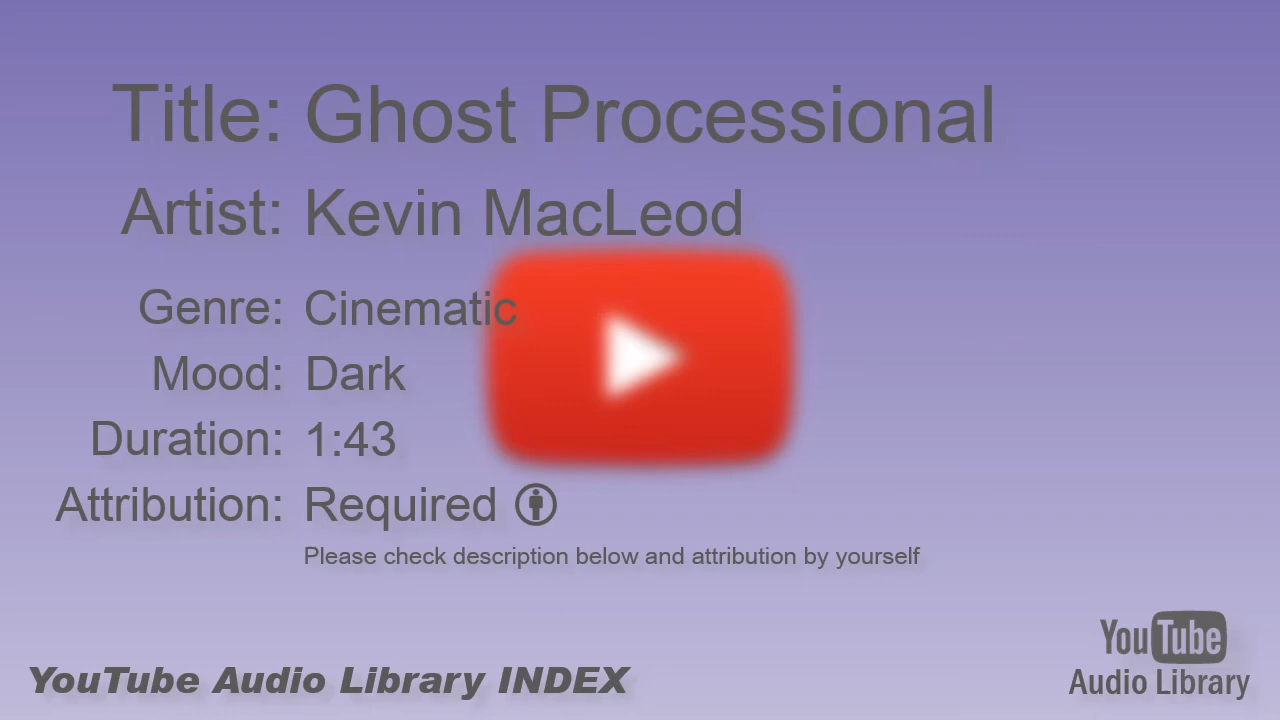 Title: Ghost Processional
Artist: Kevin MacLeod
Genre: Cinematic
Mood: Dark
Duration: 1:43
Attribution: Required
Please check description below and attribution by yourself
YouTube Audio Library INDEX
YouTube
Audio Library